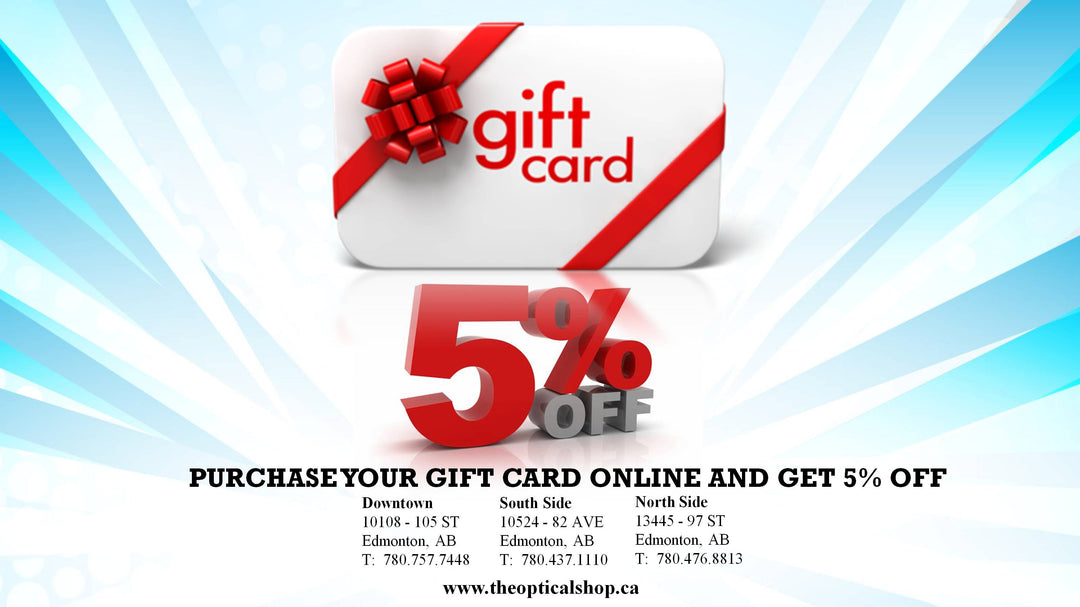 gift
card
5%
OFF
PURCHASE YOUR GIFT CARD ONLINE AND GET 5% OFF
Downtown
10108 - 105 ST
Edmonton, AB
T: 780.757.7448
South Side
10524 - 82 AVE
Edmonton, AB
T: 780.437.1110
North Side
13445 - 97 ST
Edmonton, AB
T: 780.476.8813
www.theopticalshop.ca